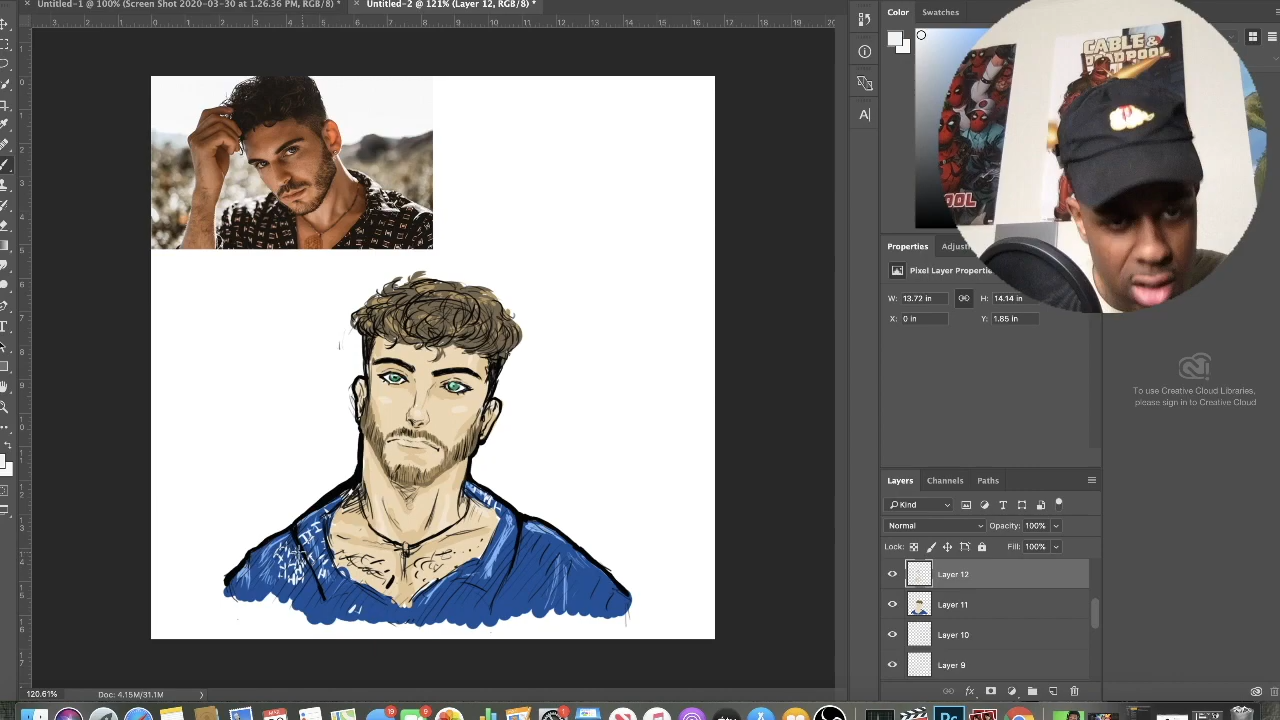 Untitled-1 @ 100% (Screen Shot 2020-03-30 at 1.26.36 PM, RGB/8) *
Untitled-2 @ 121% (Layer 12, RGB/8) *
Color
Swatches
CABLE &
DEADPOOL
POOL
Properties
Adjustm
Pixel Layer Properties
W: 13.72 in
H: 14.14 in
X: 0 in
Y: 1.85 in
To use Creative Cloud Libraries,
please sign in to Creative Cloud
Layers
Channels
Paths
Kind
Normal
Opacity: 100%
Lock:
Fill: 100%
Layer 12
Layer 11
Layer 10
Layer 9
120.61%
Doc: 4.15M/31.1M